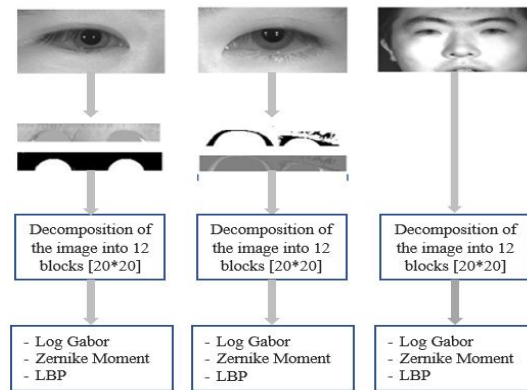 Decomposition of
the image into 12
blocks [20*20]
Decomposition of
the image into 12
blocks [20*20]
Decomposition of
the image into 12
blocks [20*20]
- Log Gabor
- Zernike Moment
- LBP
- Log Gabor
- Zernike Moment
- LBP
- Log Gabor
- Zernike Moment
- LBP